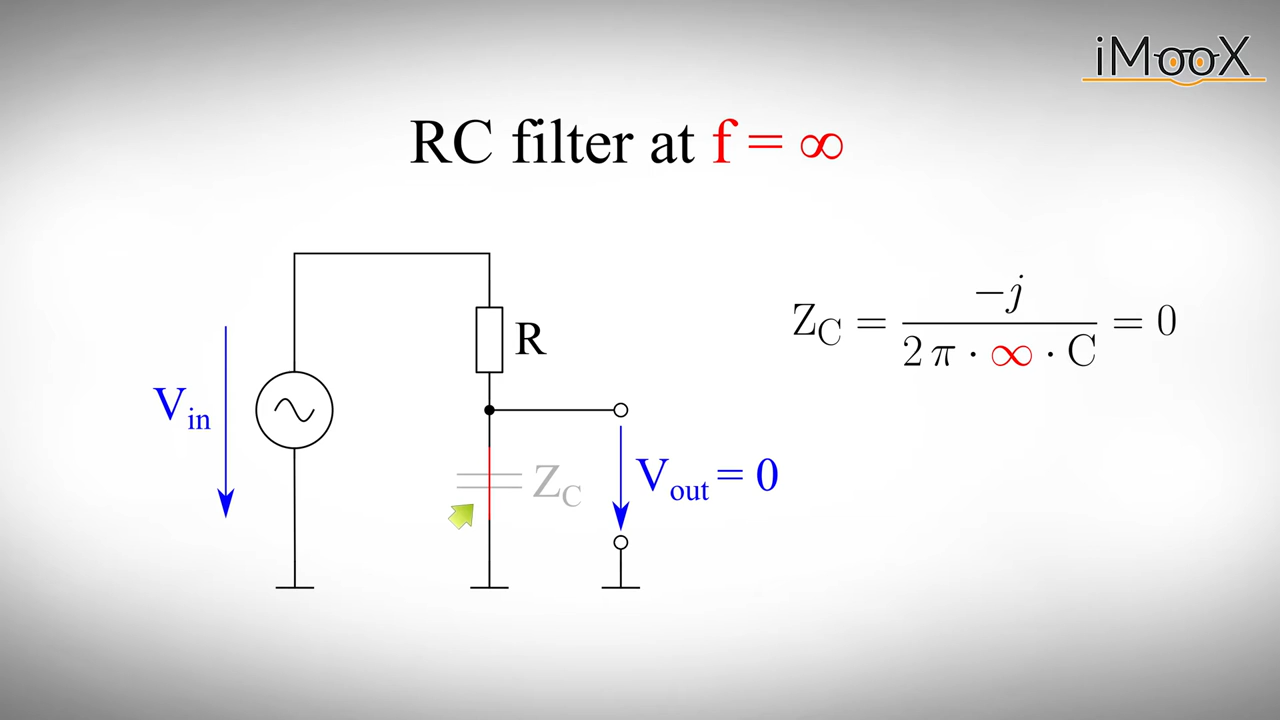 iMooX
RC filter at f = ∞
R
V_in
Z_C
V_out = 0
Z_C = −j / (2 π · ∞ · C) = 0